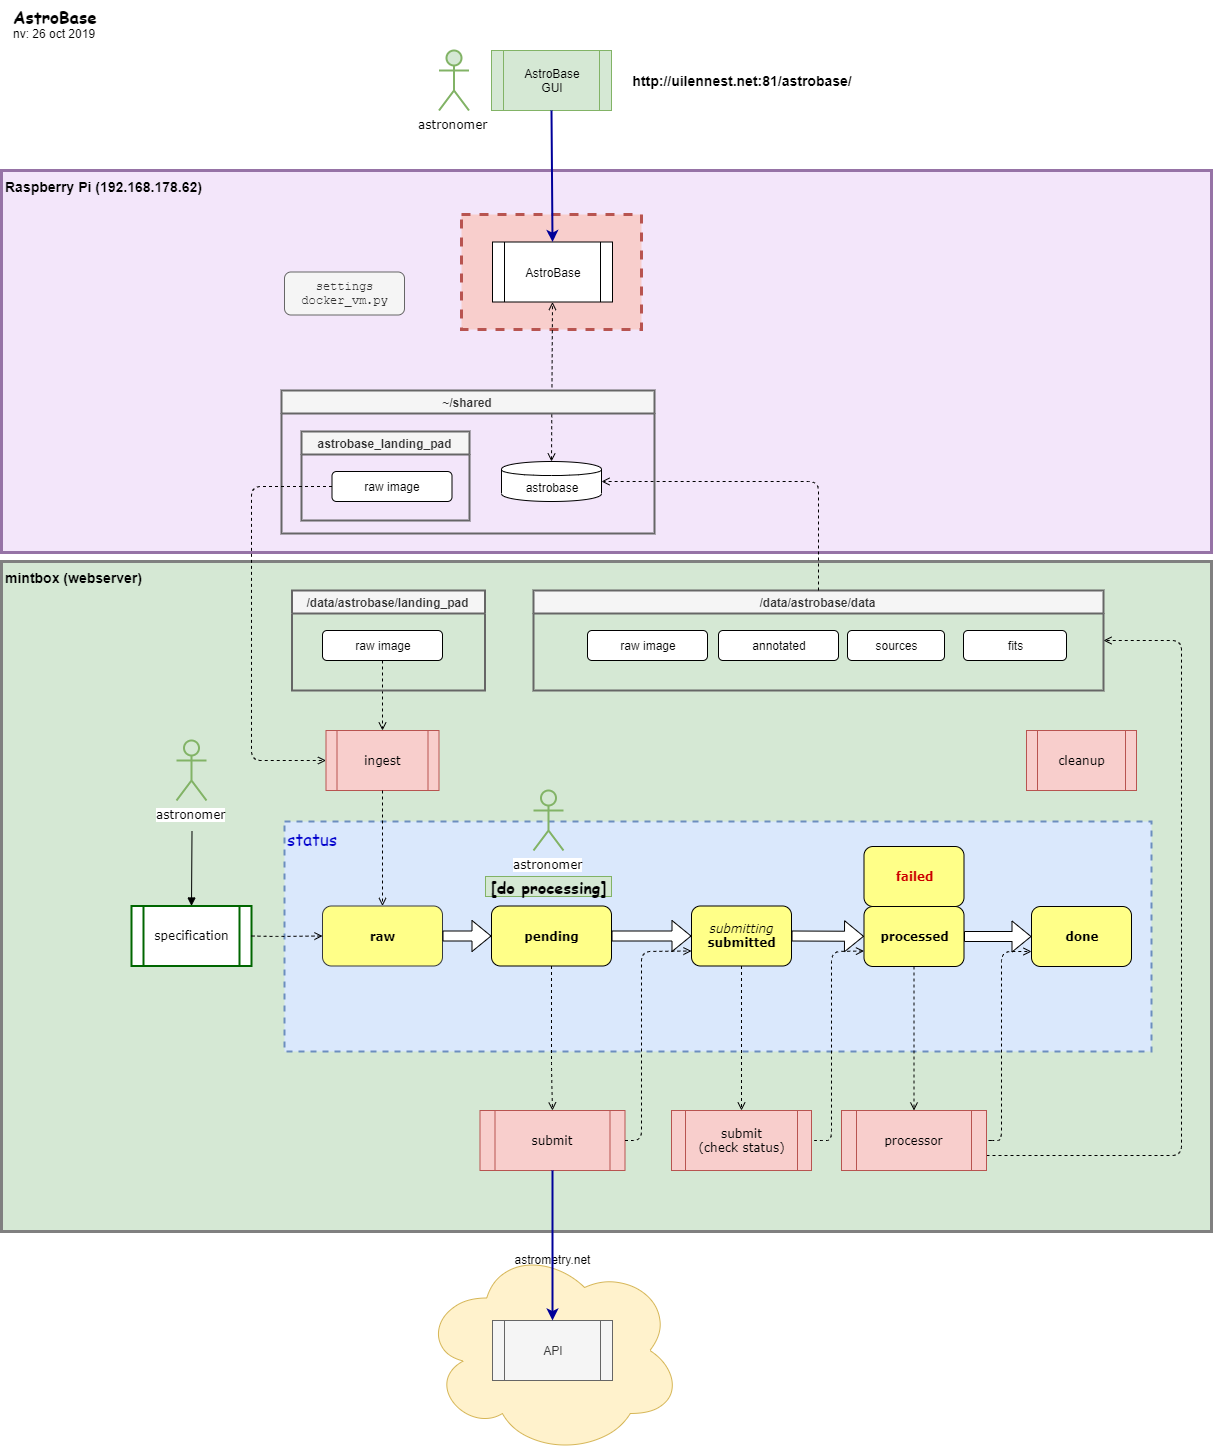 AstroBase
nv: 26 oct 2019
AstroBase
GUI
http://uilennest.net:81/astrobase/
astronomer
Raspberry Pi (192.168.178.62)
AstroBase
settings
docker_vm.py
~/shared
astrobase_landing_pad
raw image
astrobase
mintbox (webserver)
/data/astrobase/landing_pad
/data/astrobase/data
raw image
raw image
annotated
sources
fits
ingest
cleanup
astronomer
status
astronomer
[do processing]
failed
specification
raw
pending
submitting
submitted
processed
done
submit
submit
(check status)
processor
astrometry.net
API